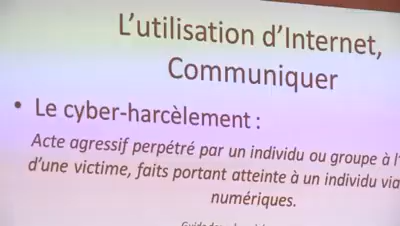 L'utilisation d'Internet,
Communiquer
• Le cyber-harcèlement :
Acte agressif perpétré par un individu ou groupe à l'
d'une victime, faits portant atteinte à un individu via
numériques.